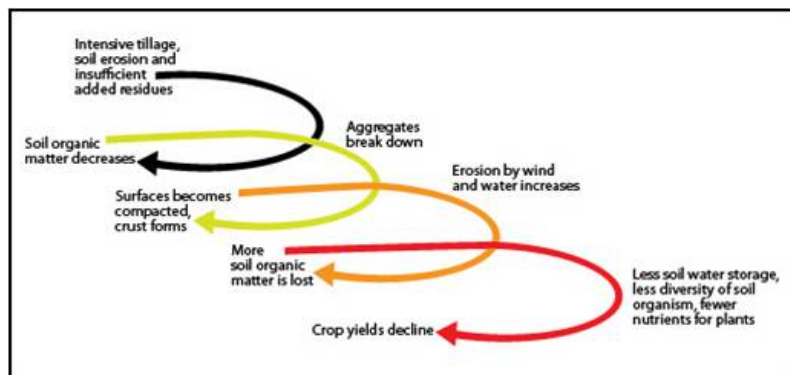 Intensive tillage,
soil erosion and
insufficient
added residues
Soil organic
matter decreases
Aggregates
break down
Surfaces becomes
compacted,
crust forms
Erosion by wind
and water increases
More
soil organic
matter is lost
Less soil water storage,
less diversity of soil
organism, fewer
nutrients for plants
Crop yields decline